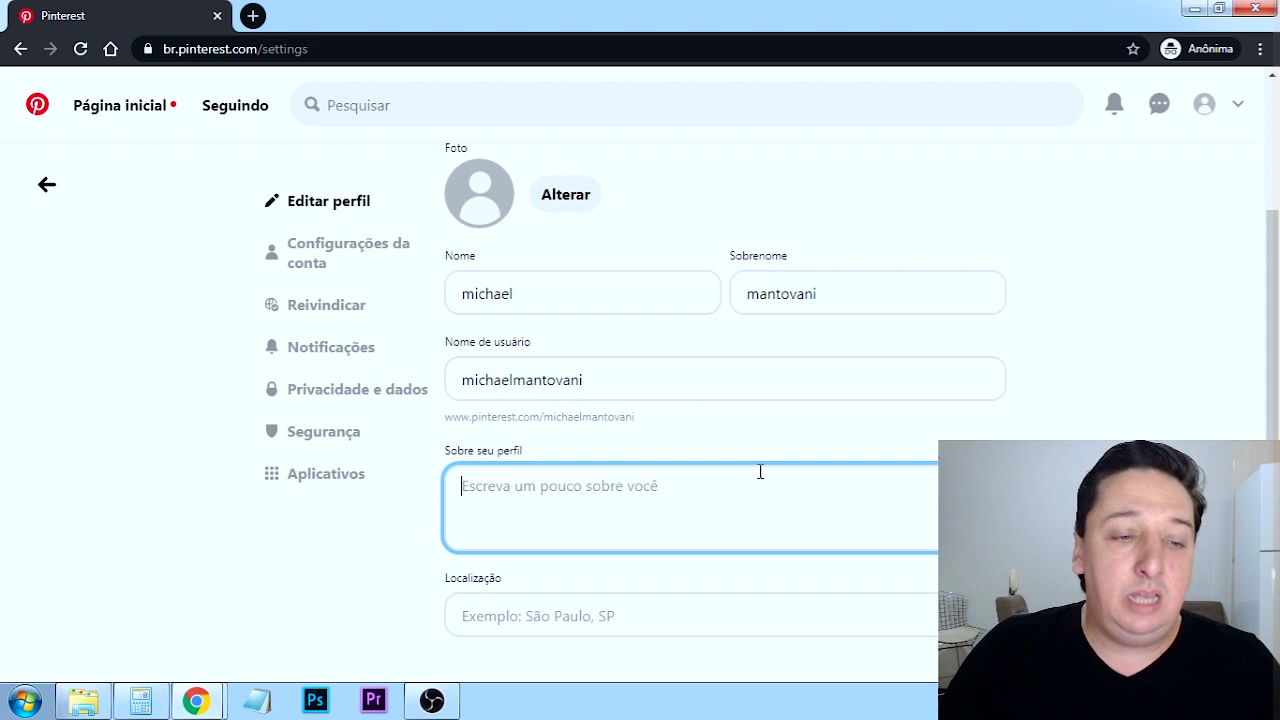 Pinterest
br.pinterest.com/settings
Anônima
Página inicial
Seguindo
Pesquisar
Foto
Alterar
Editar perfil
Configurações da
conta
Reivindicar
Notificações
Privacidade e dados
Segurança
Aplicativos
Nome
Sobrenome
michael
mantovani
Nome de usuário
michaelmantovani
www.pinterest.com/michaelmantovani
Sobre seu perfil
Escreva um pouco sobre você
Localização
Exemplo: São Paulo, SP
Ps
Pr